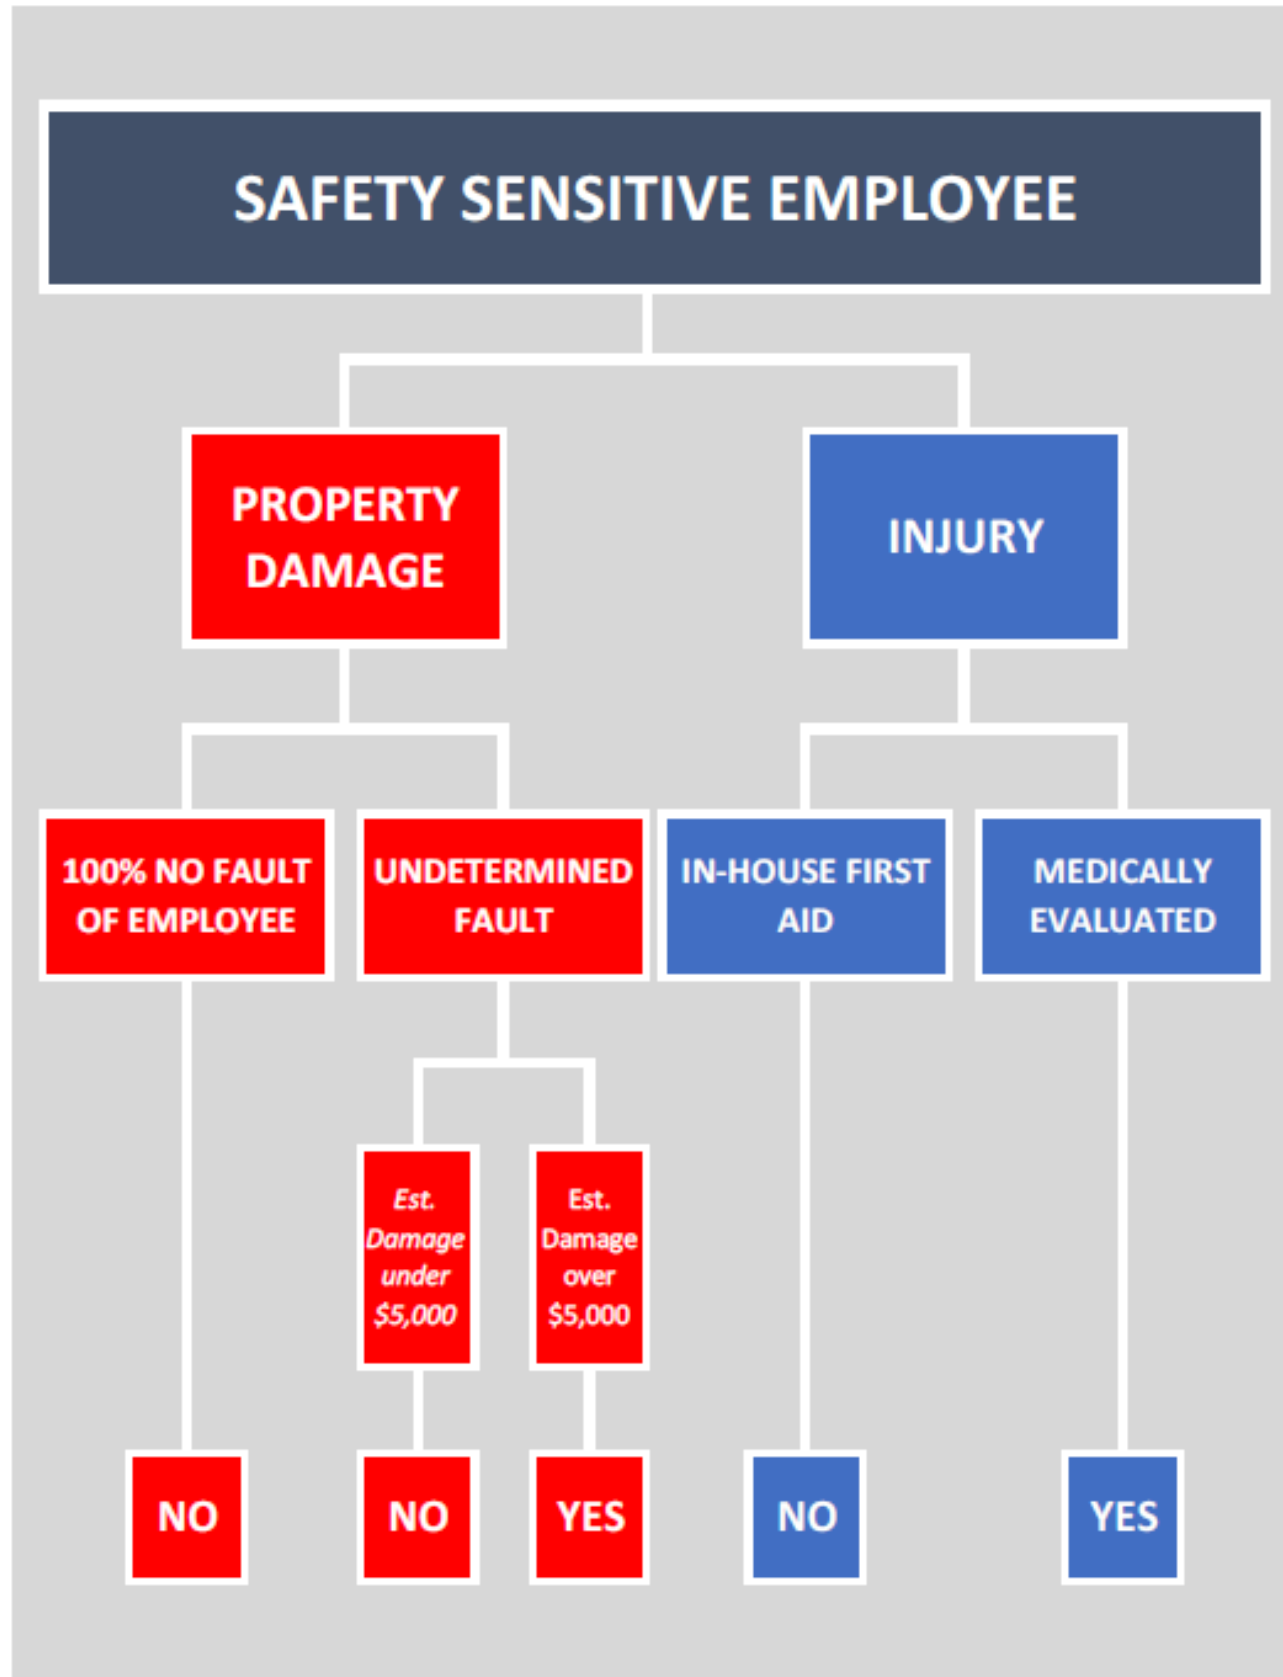 SAFETY SENSITIVE EMPLOYEE
PROPERTY
DAMAGE
INJURY
100% NO FAULT
OF EMPLOYEE
UNDETERMINED
FAULT
IN-HOUSE FIRST
AID
MEDICALLY
EVALUATED
Est.
Damage
under
$5,000
Est.
Damage
over
$5,000
NO
NO
YES
NO
YES